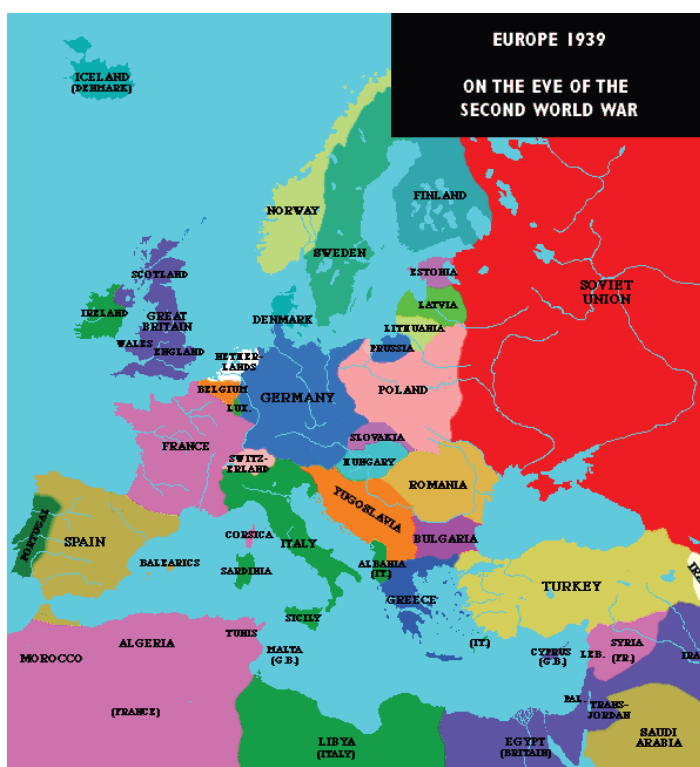 EUROPE 1939
ON THE EVE OF THE
SECOND WORLD WAR
ICELAND
(DENMARK)
NORWAY
FINLAND
SWEDEN
SCOTLAND
ESTONIA
SOVIET
UNION
IRELAND
GREAT
BRITAIN
DENMARK
LATVIA
LITHUANIA
WALES
ENGLAND
NETHER-
LANDS
PRUSSIA
BELGIUM
GERMANY
POLAND
LUX.
FRANCE
SLOVAKIA
SWITZ-
ERLAND
HUNGARY
ROMANIA
YUGOSLAVIA
PORTUGAL
SPAIN
CORSICA
ITALY
BULGARIA
BALEARICS
SARDINIA
ALBAHIA
(IT.)
TURKEY
GREECE
SICILY
TUNIS
ALGERIA
MOROCCO
MALTA
(G.B.)
(IT.)
CYPRUS
(G.B.)
LEB.
SYRIA
(FR.)
IRA
PAL.
TRANS-
JORDAN
(FRANCE)
LIBYA
(ITALY)
EGYPT
(BRITAIN)
SAUDI
ARABIA